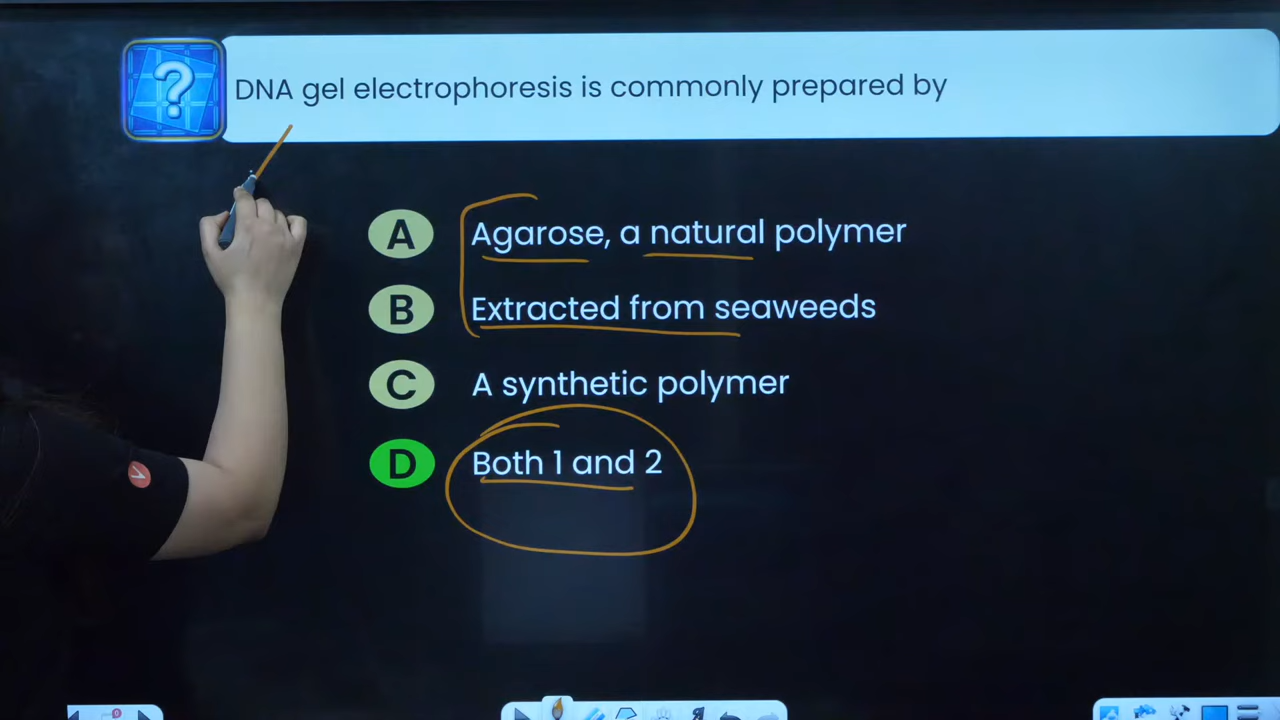 DNA gel electrophoresis is commonly prepared by
A Agarose, a natural polymer
B Extracted from seaweeds
C A synthetic polymer
D Both 1 and 2